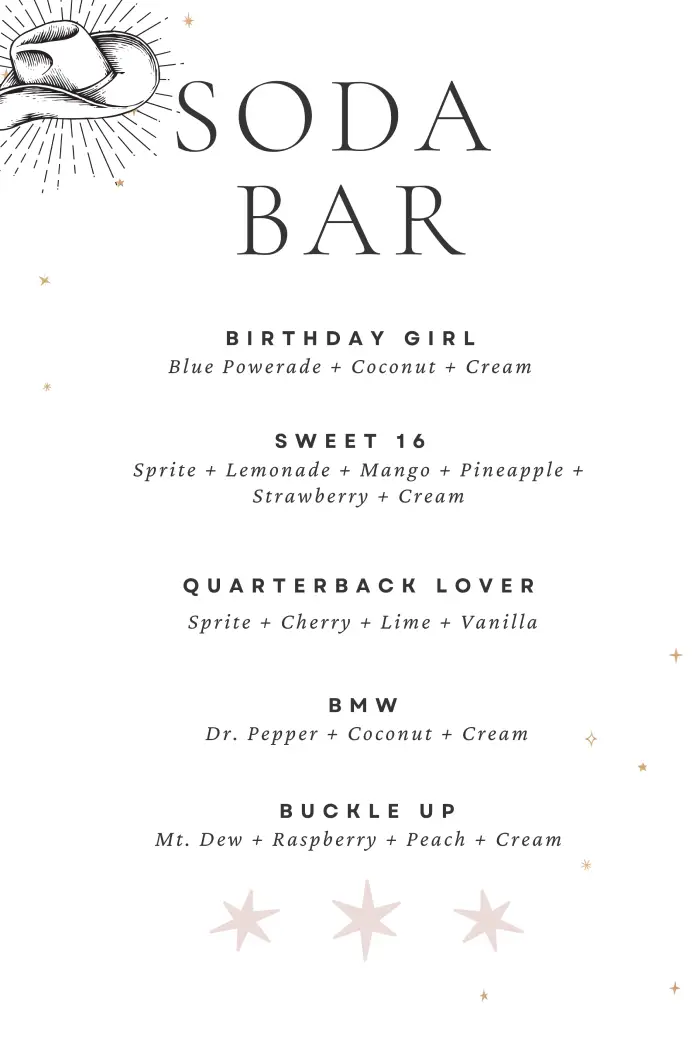 SODA
BAR
BIRTHDAY GIRL
Blue Powerade + Coconut + Cream
SWEET 16
Sprite + Lemonade + Mango + Pineapple +
Strawberry + Cream
QUARTERBACK LOVER
Sprite + Cherry + Lime + Vanilla
BMW
Dr. Pepper + Coconut + Cream
BUCKLE UP
Mt. Dew + Raspberry + Peach + Cream